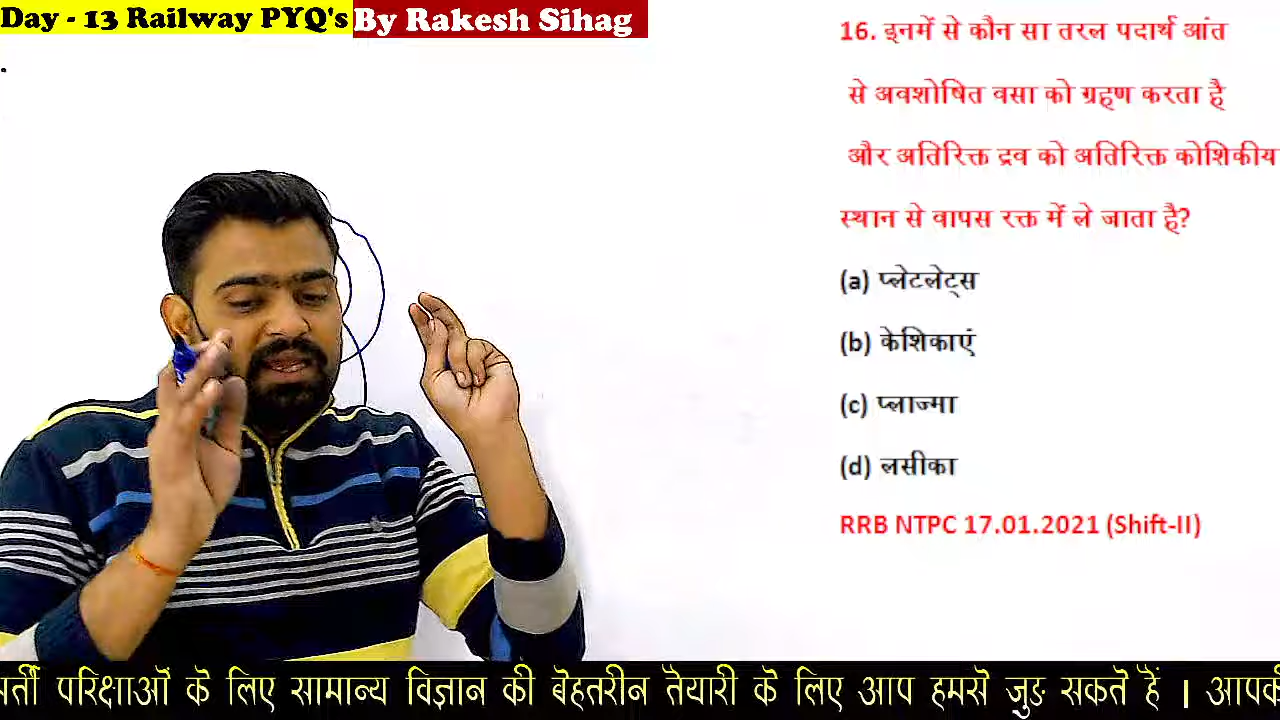 Day - 13 Railway PYQ's By Rakesh Sihag
16. इनमें से कौन सा तरल पदार्थ आंत
से अवशोषित वसा को ग्रहण करता है
और अतिरिक्त द्रव को अतिरिक्त कोशिकीय
स्थान से वापस रक्त में ले जाता है?
(a) प्लेटलेट्स
(b) केशिकाएं
(c) प्लाज्मा
(d) लसीका
RRB NTPC 17.01.2021 (Shift-II)
परिक्षाओं के लिए सामान्य विज्ञान की बेहतरीन तैयारी के लिए आप हमसे जुड सकते हैं ।